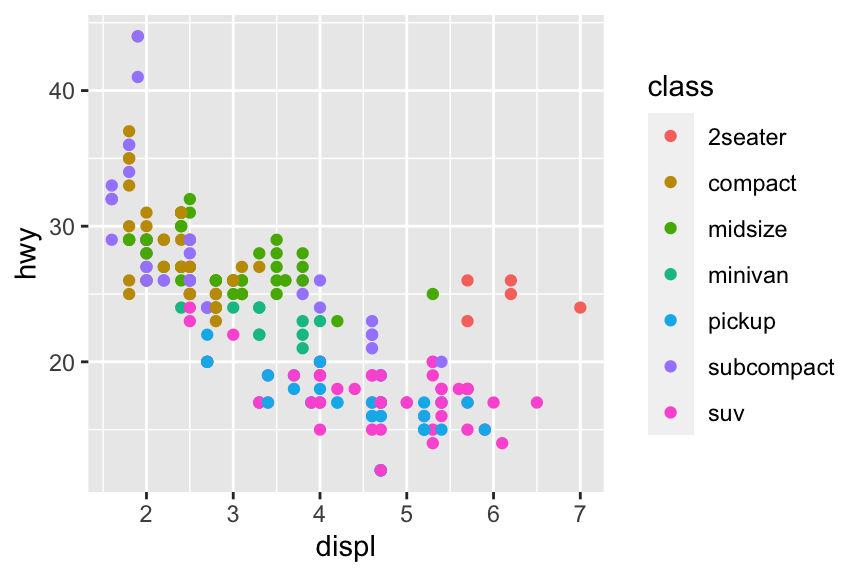 class
2seater
compact
midsize
minivan
pickup
subcompact
suv
hwy
40
30
20
2 3 4 5 6 7
displ